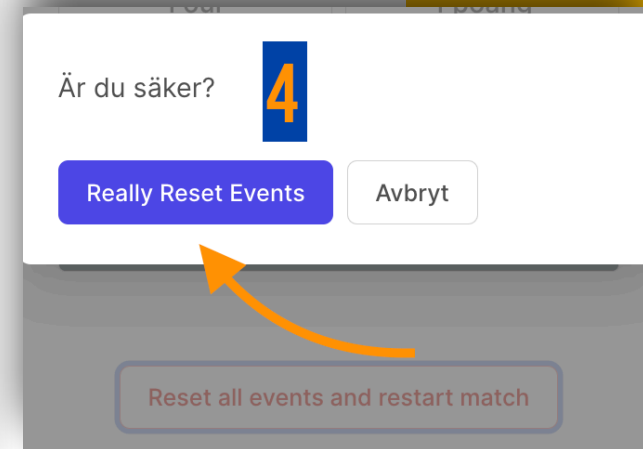 Är du säker?
4
Really Reset Events
Avbryt
Reset all events and restart match